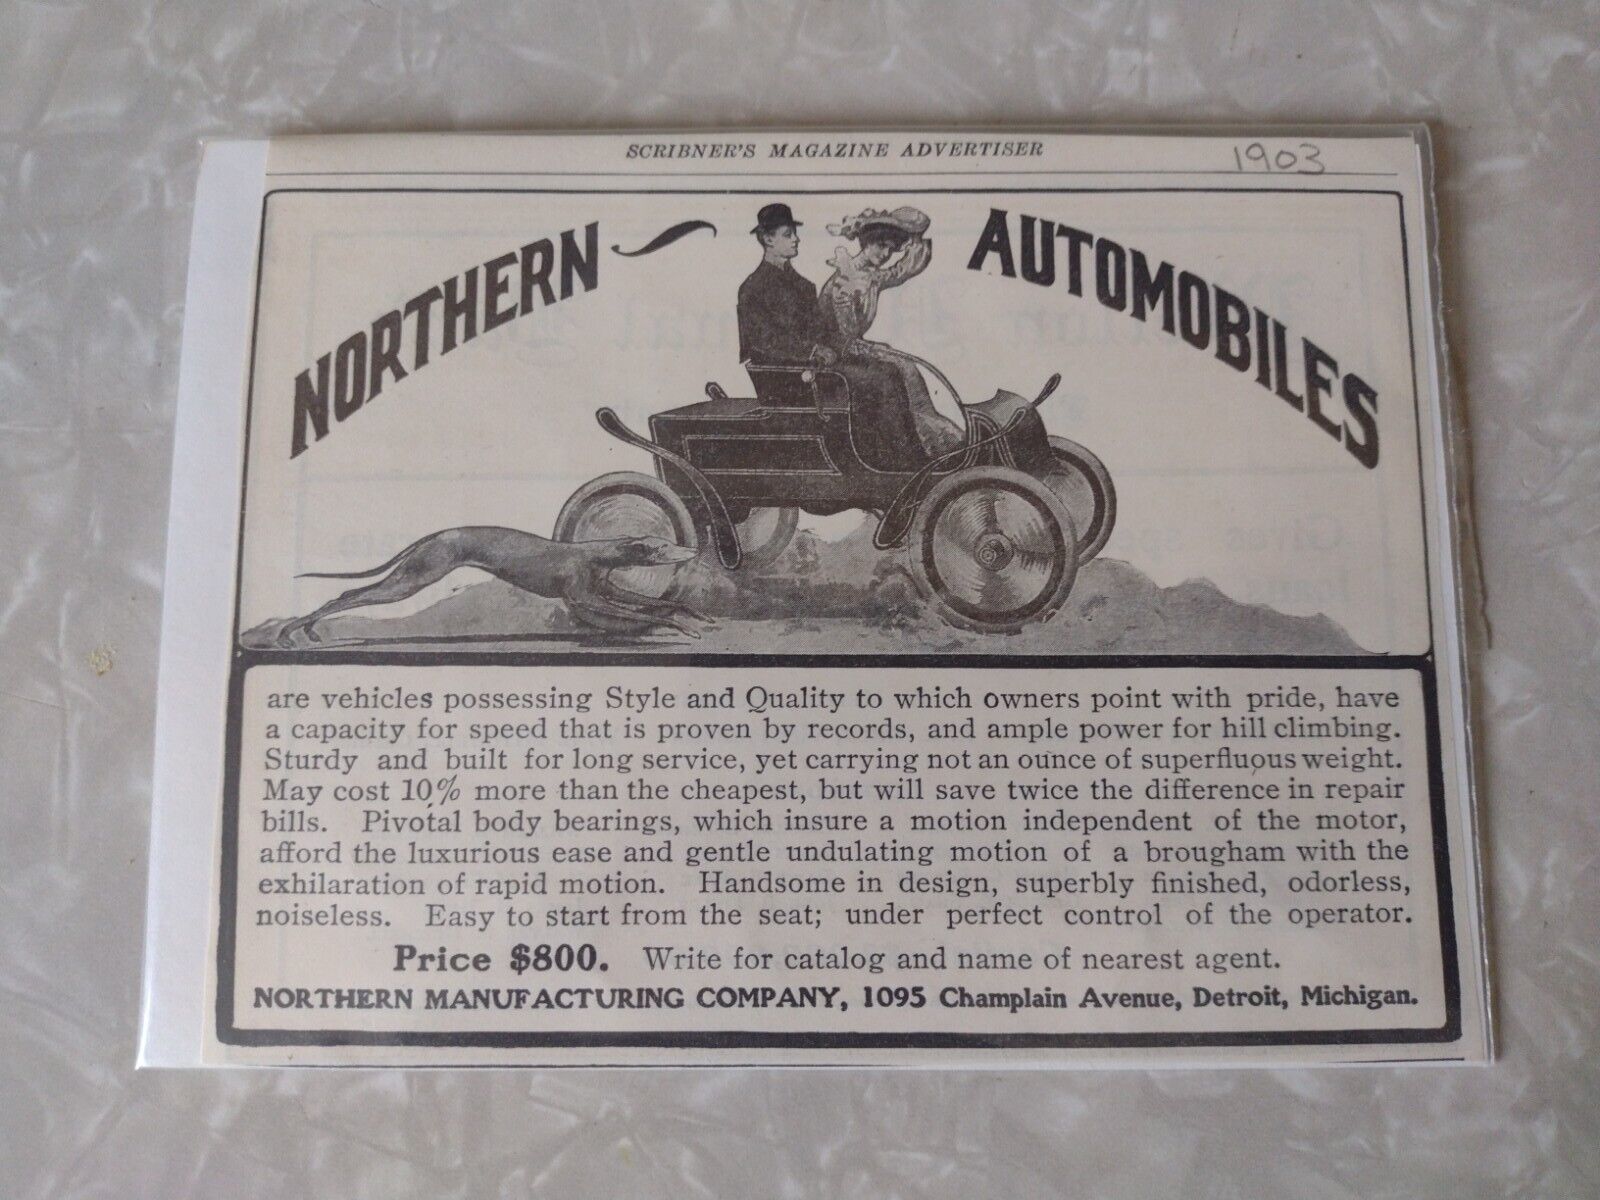 SCRIBNER'S MAGAZINE ADVERTISER
1903
NORTHERN AUTOMOBILES
are vehicles possessing Style and Quality to which owners point with pride, have
a capacity for speed that is proven by records, and ample power for hill climbing.
Sturdy and built for long service, yet carrying not an ounce of superfluous weight.
May cost 10% more than the cheapest, but will save twice the difference in repair
bills. Pivotal body bearings, which insure a motion independent of the motor,
afford the luxurious ease and gentle undulating motion of a brougham with the
exhilaration of rapid motion. Handsome in design, superbly finished, odorless,
noiseless. Easy to start from the seat; under perfect control of the operator.
Price $800. Write for catalog and name of nearest agent.
NORTHERN MANUFACTURING COMPANY, 1095 Champlain Avenue, Detroit, Michigan.